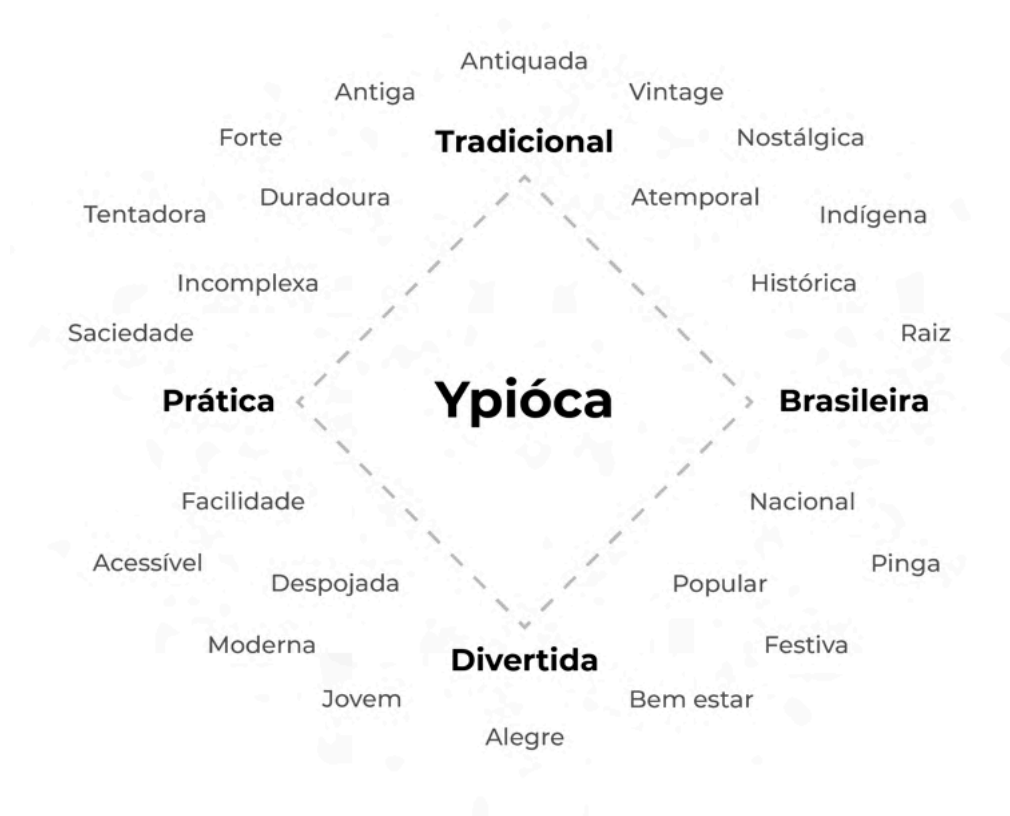 Antiquada
Antiga
Vintage
Forte
Tradicional
Nostálgica
Duradoura
Atemporal
Tentadora
Indígena
Incomplexa
Histórica
Saciedade
Raiz
Prática
Ypióca
Brasileira
Facilidade
Nacional
Acessível
Pinga
Despojada
Popular
Moderna
Festiva
Divertida
Jovem
Bem estar
Alegre